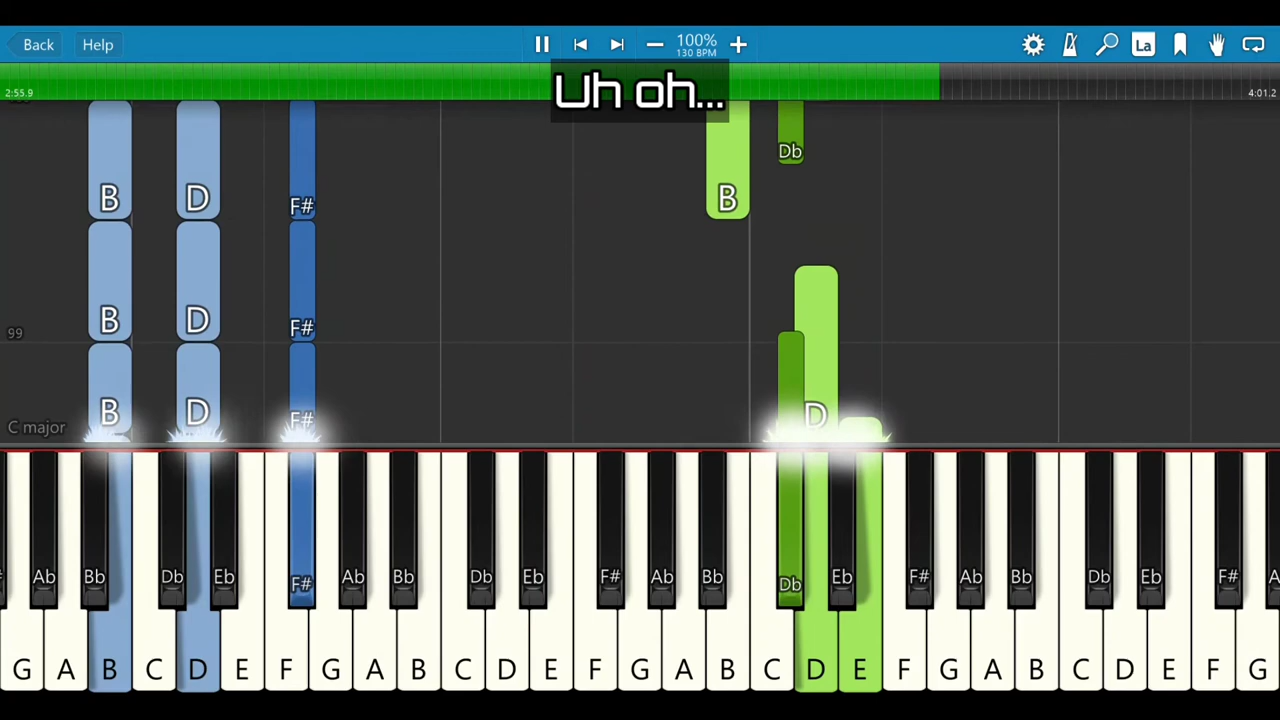 Back Help 100% La
130 BPM
2:55.9 Uh oh... 4:01.2
Db
B D F# B
B D F#
99
B D F# D
C major
# Ab Bb Db Eb F# Ab Bb Db Eb F# Ab Bb Db Eb F# Ab Bb Db Eb F# A
G A B C D E F G A B C D E F G A B C D E F G A B C D E F G